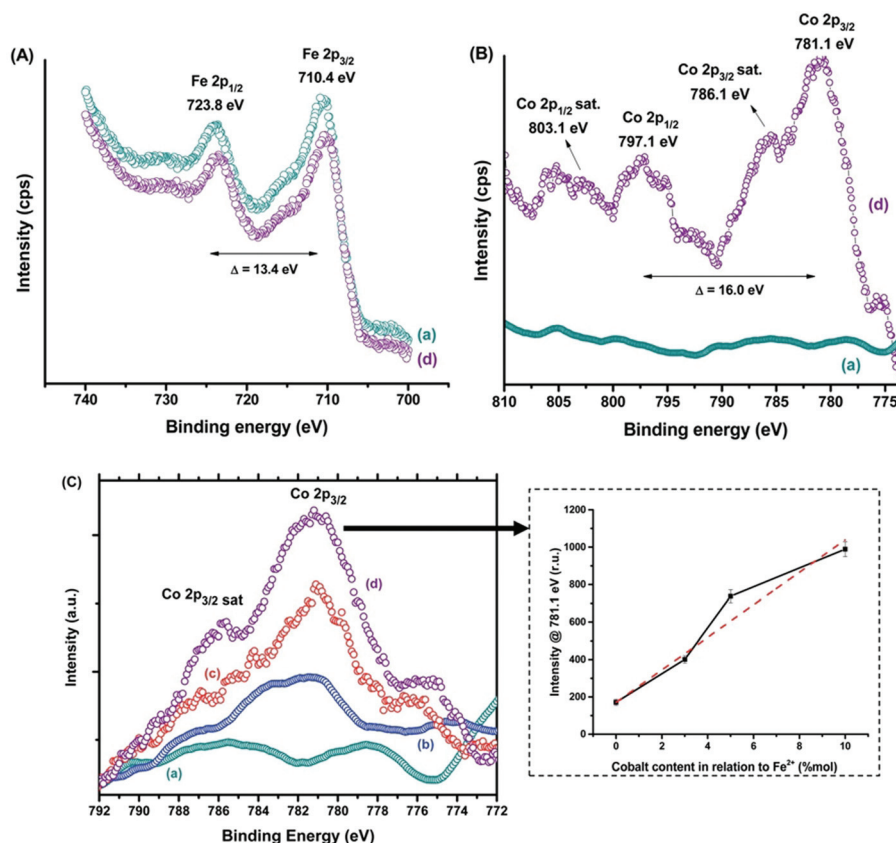 (A)
Fe 2p1/2
723.8 eV
Fe 2p3/2
710.4 eV
Δ = 13.4 eV
(a)
(d)
Intensity (cps)
740 730 720 710 700
Binding energy (eV)
(B)
Co 2p3/2
781.1 eV
Co 2p3/2 sat.
786.1 eV
Co 2p1/2 sat.
803.1 eV
Co 2p1/2
797.1 eV
(d)
Δ = 16.0 eV
(a)
Intensity (cps)
810 805 800 795 790 785 780 775
Binding energy (eV)
(C)
Co 2p3/2
Co 2p3/2 sat
(d)
(c)
(b)
(a)
Intensity (a.u.)
792 790 788 786 784 782 780 778 776 774 772
Binding Energy (eV)
Intensity @ 781.1 eV (r.u.)
1200
1000
800
600
400
200
0
0 2 4 6 8 10
Cobalt content in relation to Fe2+ (%mol)